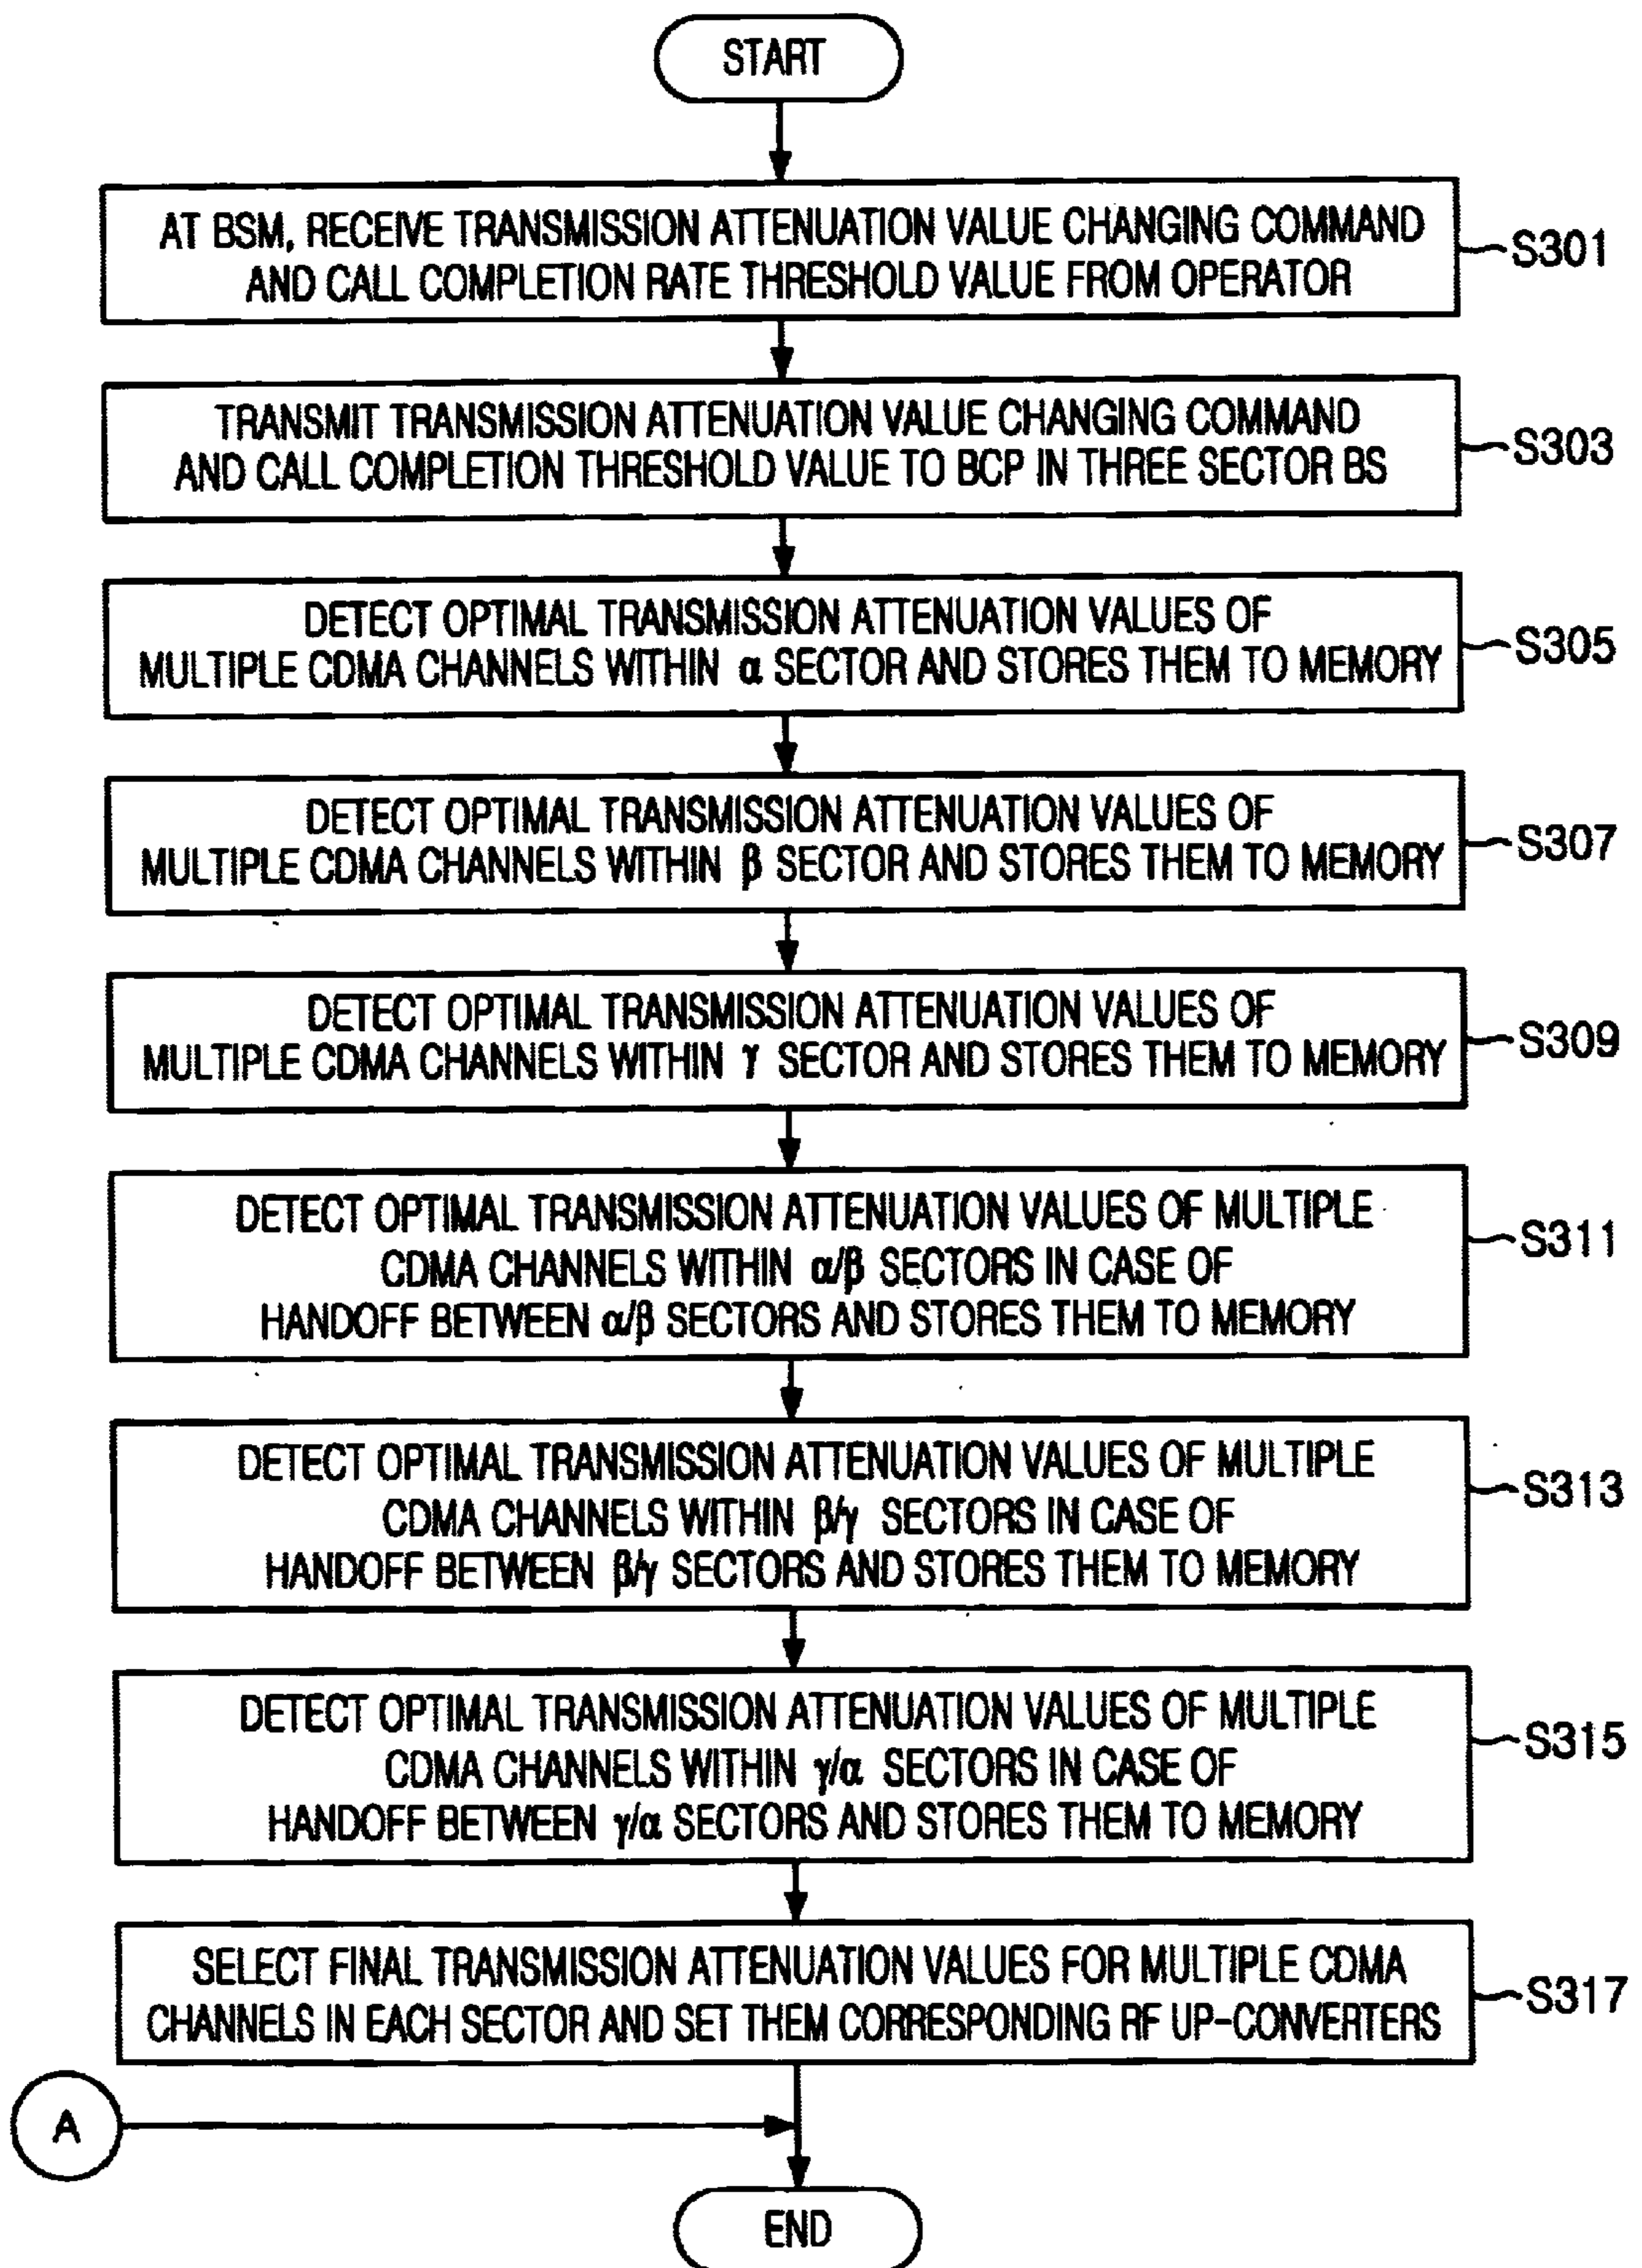 START
AT BSM, RECEIVE TRANSMISSION ATTENUATION VALUE CHANGING COMMAND
AND CALL COMPLETION RATE THRESHOLD VALUE FROM OPERATOR
S301
TRANSMIT TRANSMISSION ATTENUATION VALUE CHANGING COMMAND
AND CALL COMPLETION THRESHOLD VALUE TO BCP IN THREE SECTOR BS
S303
DETECT OPTIMAL TRANSMISSION ATTENUATION VALUES OF
MULTIPLE CDMA CHANNELS WITHIN α SECTOR AND STORES THEM TO MEMORY
S305
DETECT OPTIMAL TRANSMISSION ATTENUATION VALUES OF
MULTIPLE CDMA CHANNELS WITHIN β SECTOR AND STORES THEM TO MEMORY
S307
DETECT OPTIMAL TRANSMISSION ATTENUATION VALUES OF
MULTIPLE CDMA CHANNELS WITHIN γ SECTOR AND STORES THEM TO MEMORY
S309
DETECT OPTIMAL TRANSMISSION ATTENUATION VALUES OF MULTIPLE
CDMA CHANNELS WITHIN α/β SECTORS IN CASE OF
HANDOFF BETWEEN α/β SECTORS AND STORES THEM TO MEMORY
S311
DETECT OPTIMAL TRANSMISSION ATTENUATION VALUES OF MULTIPLE
CDMA CHANNELS WITHIN β/γ SECTORS IN CASE OF
HANDOFF BETWEEN β/γ SECTORS AND STORES THEM TO MEMORY
S313
DETECT OPTIMAL TRANSMISSION ATTENUATION VALUES OF MULTIPLE
CDMA CHANNELS WITHIN γ/α SECTORS IN CASE OF
HANDOFF BETWEEN γ/α SECTORS AND STORES THEM TO MEMORY
S315
SELECT FINAL TRANSMISSION ATTENUATION VALUES FOR MULTIPLE CDMA
CHANNELS IN EACH SECTOR AND SET THEM CORRESPONDING RF UP-CONVERTERS
S317
A
END